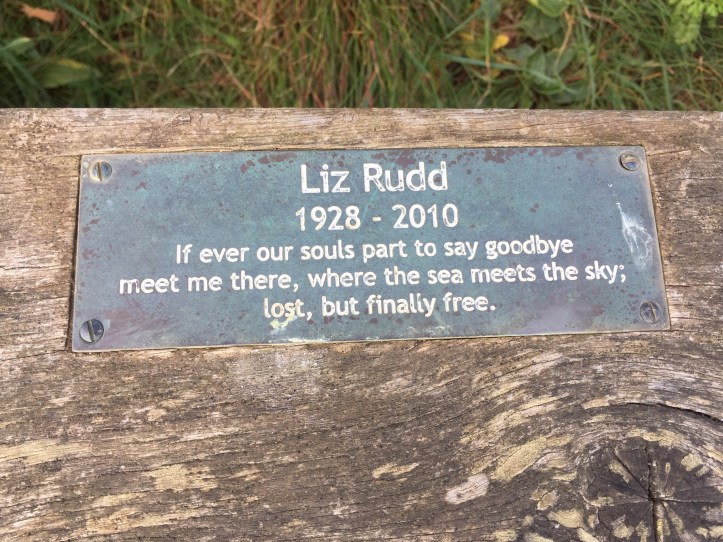 Liz Rudd
1928 - 2010
If ever our souls part to say goodbye
meet me there, where the sea meets the sky;
lost, but finally free.